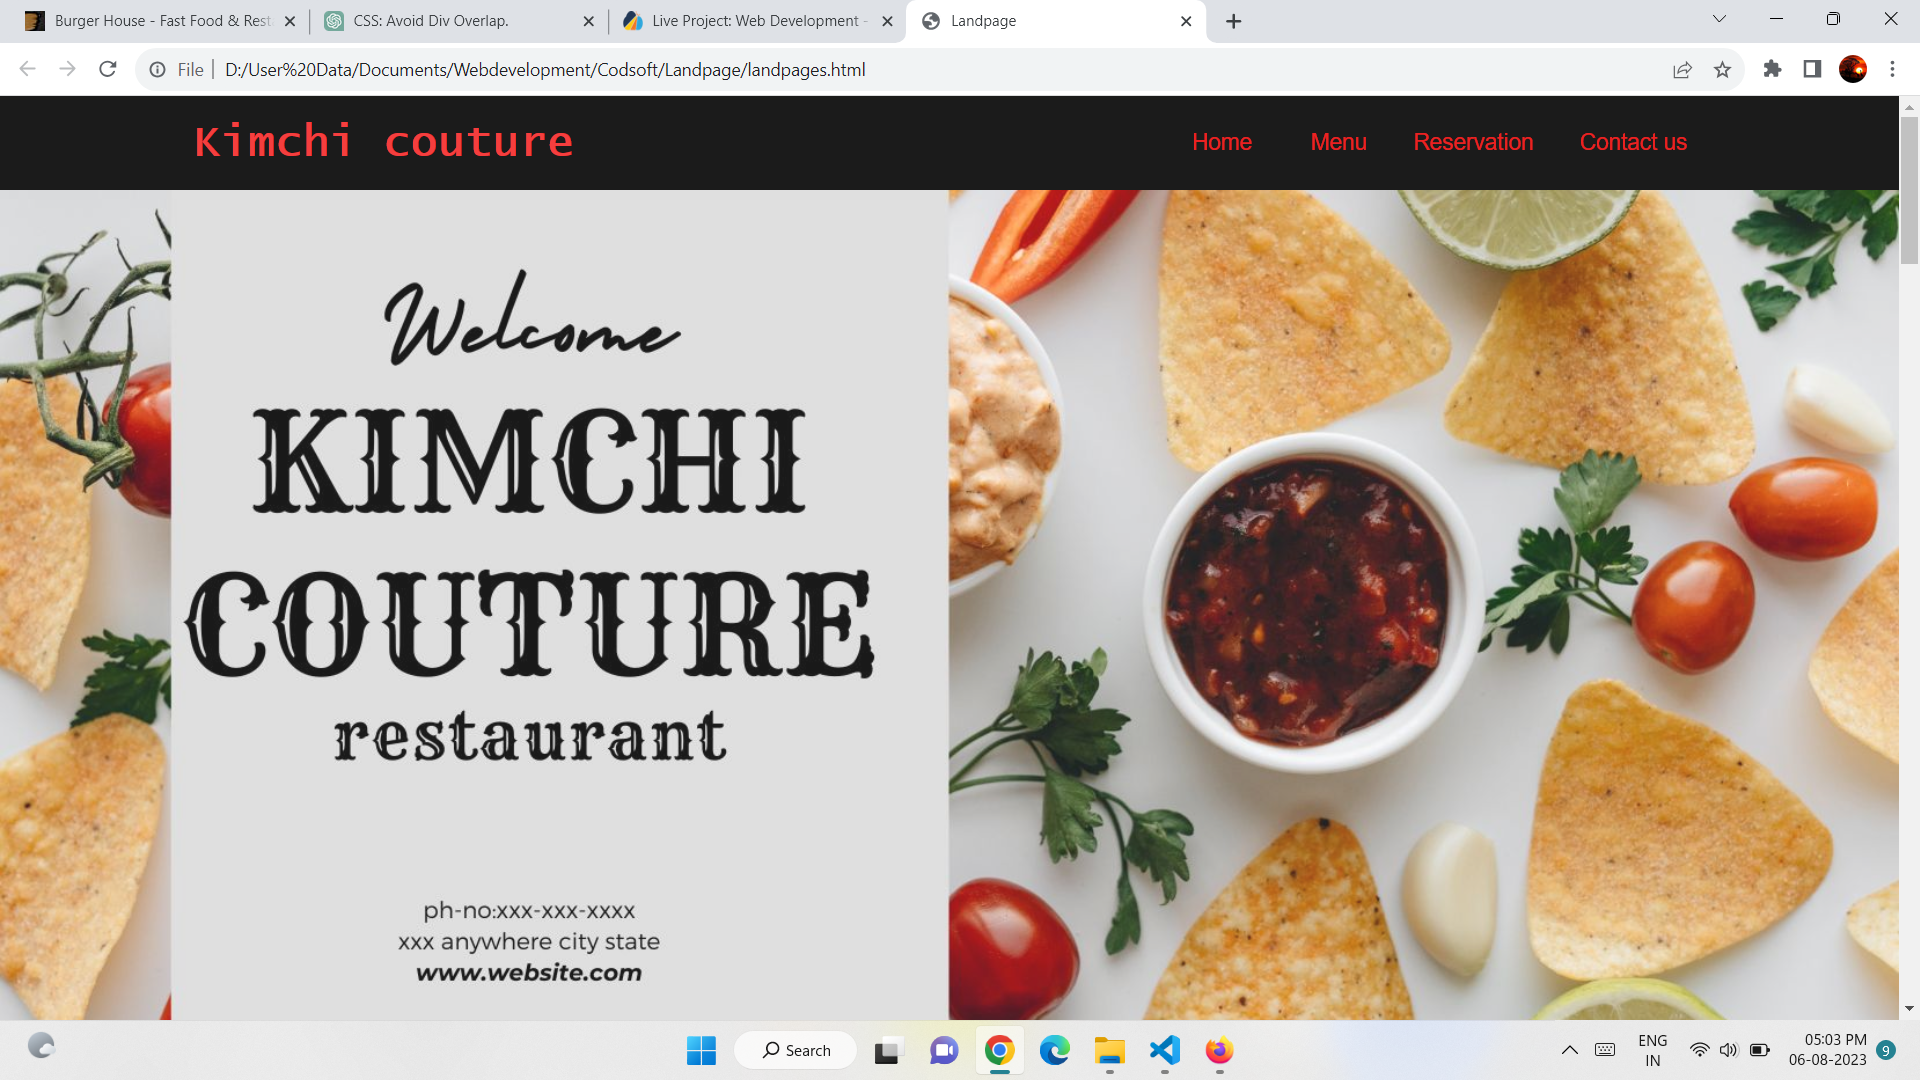 Burger House - Fast Food & Rest
CSS: Avoid Div Overlap.
Live Project: Web Development -
Landpage
File
D:/User%20Data/Documents/Webdevelopment/Codsoft/Landpage/landpages.html
Kimchi couture
Home
Menu
Reservation
Contact us
Welcome
KIMCHI
COUTURE
restaurant
ph-no:xxx-xxx-xxxx
xxx anywhere city state
www.website.com
Search
ENG
IN
05:03 PM
06-08-2023
9